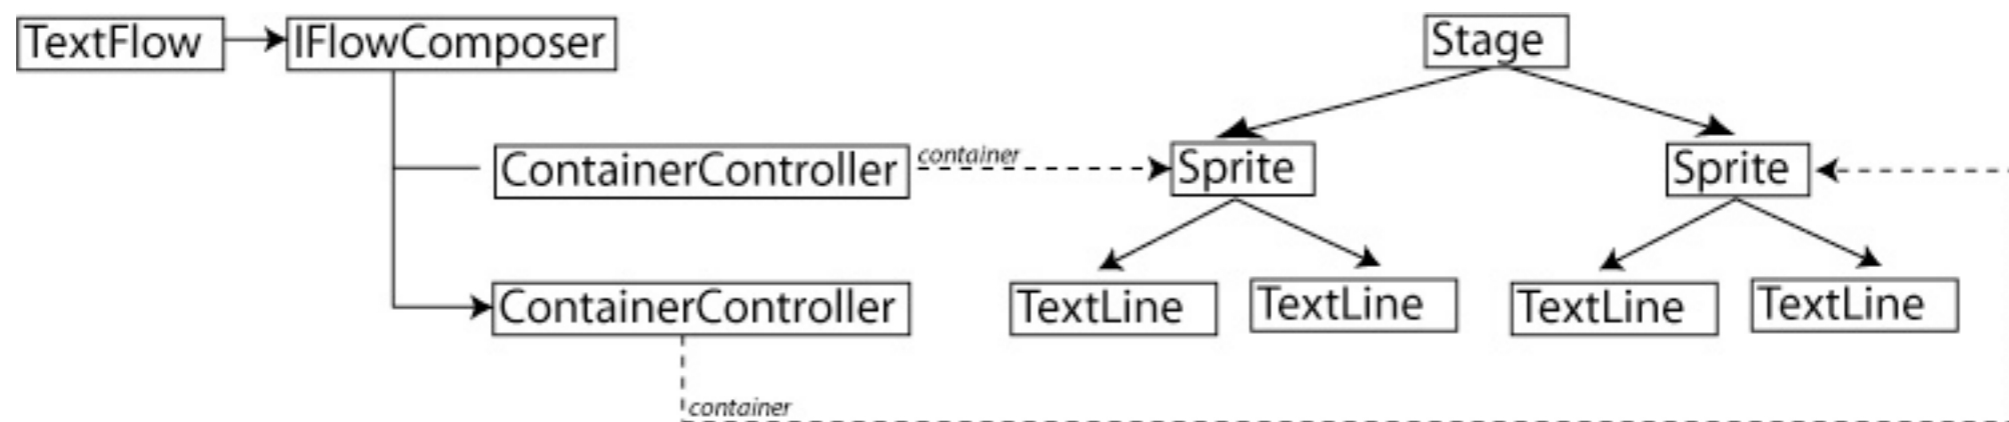 TextFlow
IFlowComposer
Stage
ContainerController
container
Sprite
Sprite
ContainerController
TextLine
TextLine
TextLine
TextLine
container